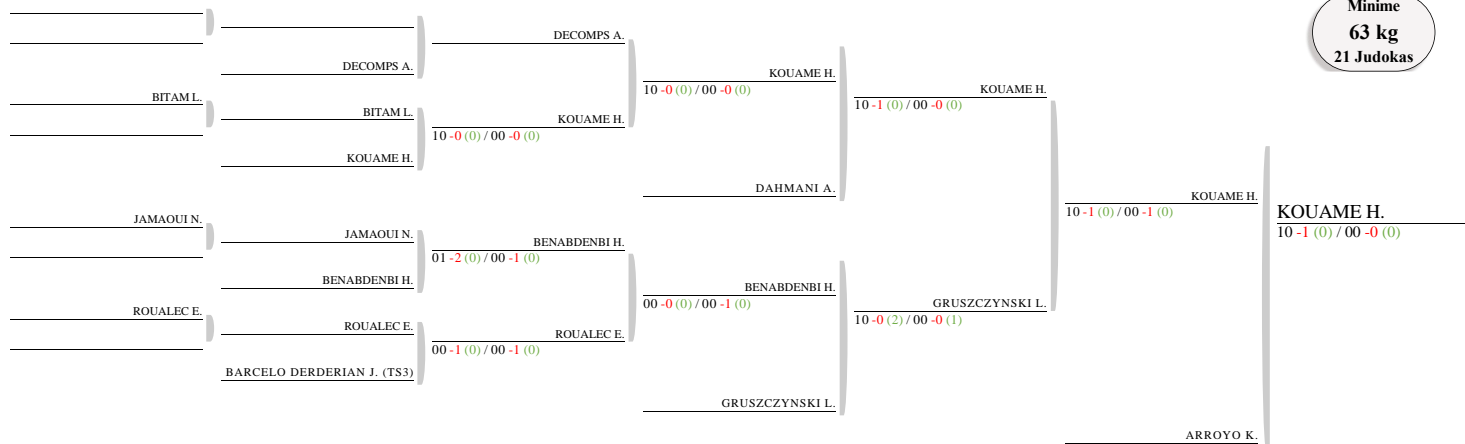 Minime
63 kg
21 Judokas
DECOMPS A.
DECOMPS A.
KOUAME H.
10 -0 (0) / 00 -0 (0)
KOUAME H.
10 -1 (0) / 00 -0 (0)
BITAM L.
BITAM L.
KOUAME H.
10 -0 (0) / 00 -0 (0)
KOUAME H.
DAHMANI A.
KOUAME H.
10 -1 (0) / 00 -1 (0)
KOUAME H.
10 -1 (0) / 00 -0 (0)
JAMAOUI N.
JAMAOUI N.
BENABDENBI H.
01 -2 (0) / 00 -1 (0)
BENABDENBI H.
BENABDENBI H.
00 -0 (0) / 00 -1 (0)
GRUSZCZYNSKI L.
10 -0 (2) / 00 -0 (1)
ROUALEC E.
ROUALEC E.
ROUALEC E.
00 -1 (0) / 00 -1 (0)
BARCELO DERDERIAN J. (TS3)
GRUSZCZYNSKI L.
ARROYO K.